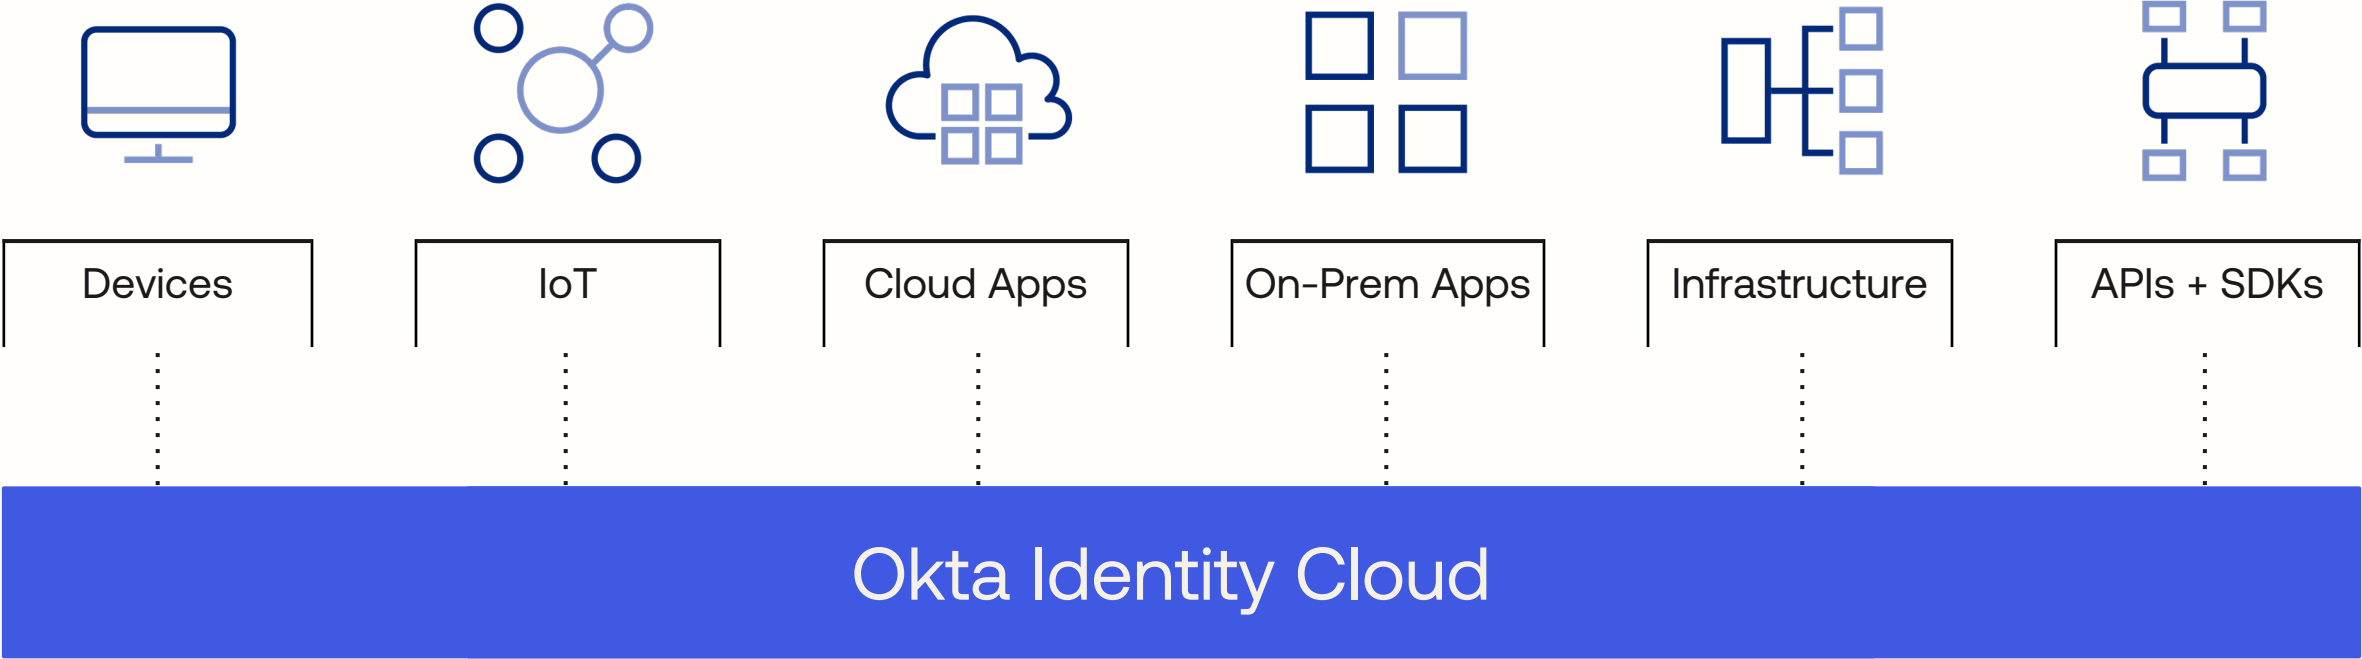 Devices
IoT
Cloud Apps
On-Prem Apps
Infrastructure
APIs + SDKs
Okta Identity Cloud